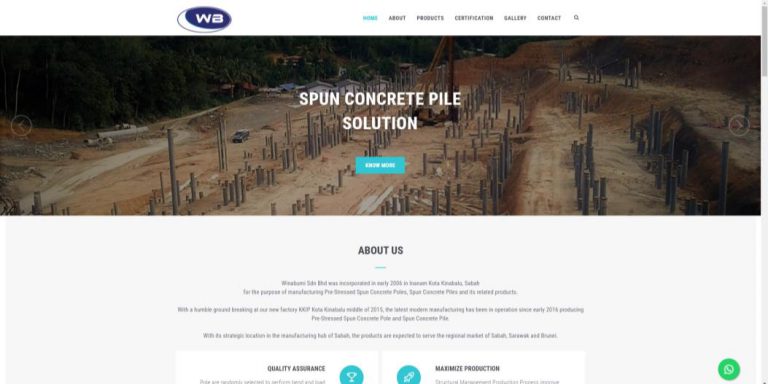 WB
HOME ABOUT PRODUCTS CERTIFICATION GALLERY CONTACT
SPUN CONCRETE PILE
SOLUTION
KNOW MORE
ABOUT US
Winabumi Sdn Bhd was incorporated in early 2006 in Inanam Kota Kinabalu, Sabah
for the purpose of manufacturing Pre-Stressed Spun Concrete Poles, Spun Concrete Piles and its related products.
With a humble ground breaking at our new factory KKIP Kota Kinabalu middle of 2015, the latest modern manufacturing has been in operation since early 2016 producing
Pre-Stressed Spun Concrete Pole and Spun Concrete Pile.
With its strategic location in the manufacturing hub of Sabah, the products are expected to serve the regional market of Sabah, Sarawak and Brunei.
QUALITY ASSURANCE
Pole are randomly selected to perform bend and load
MAXIMIZE PRODUCTION
Structural Management Production Process improve